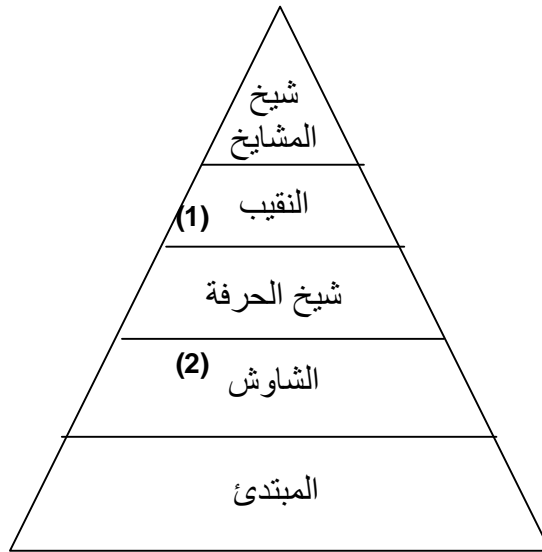 شيخ
المشايخ
النقيب (1)
شيخ الحرفة
الشاوش (2)
المبتدئ